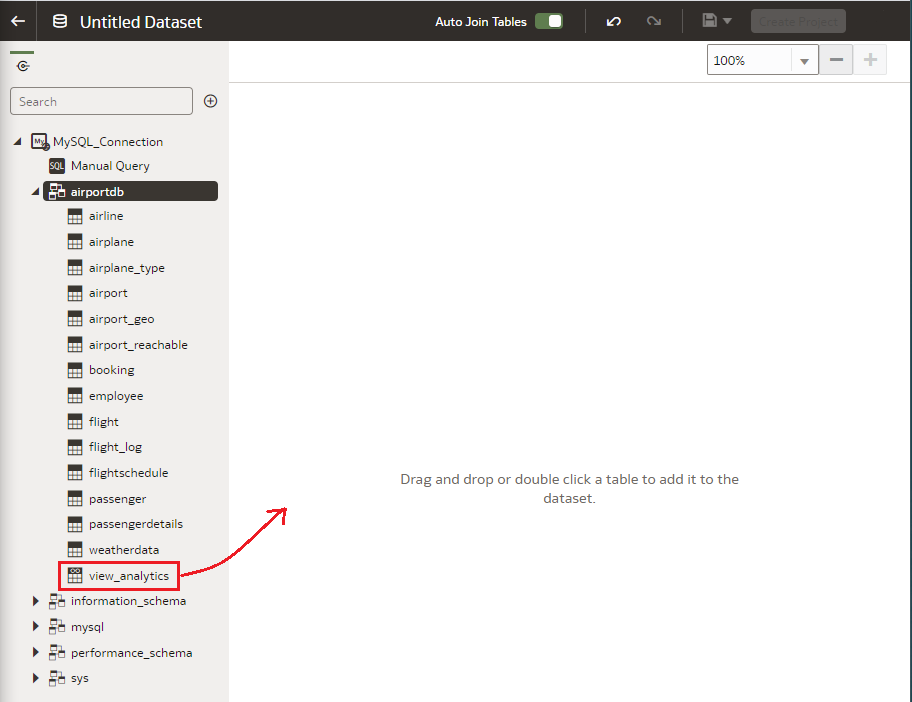 Untitled Dataset
Auto Join Tables
Create Project
100%
Search
MySQL_Connection
SQL Manual Query
airportdb
airline
airplane
airplane_type
airport
airport_geo
airport_reachable
booking
employee
flight
flight_log
flightschedule
passenger
passengerdetails
weatherdata
view_analytics
information_schema
mysql
performance_schema
sys
Drag and drop or double click a table to add it to the
dataset.